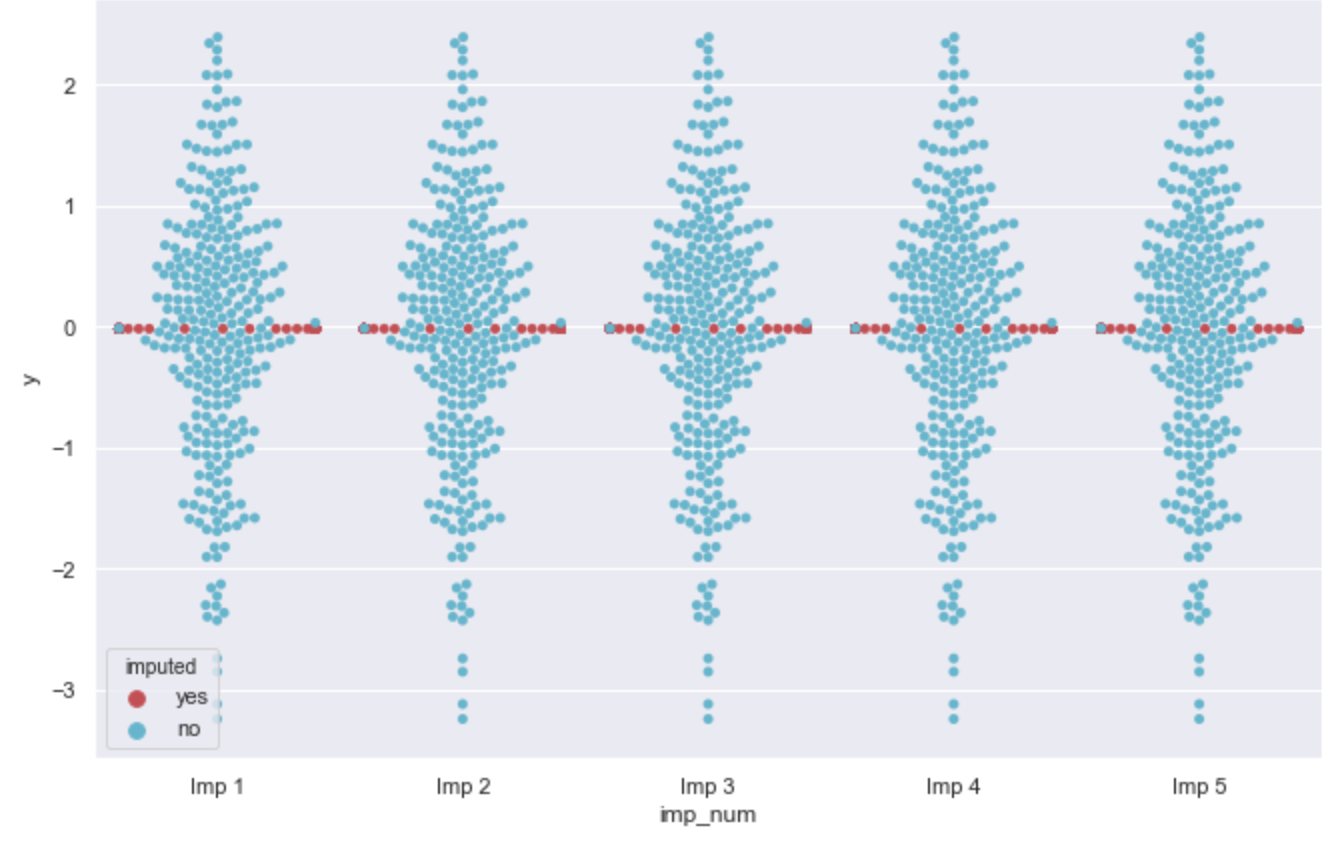 2
1
0
−1
−2
−3
y
imputed
yes
no
Imp 1 Imp 2 Imp 3 Imp 4 Imp 5
imp_num